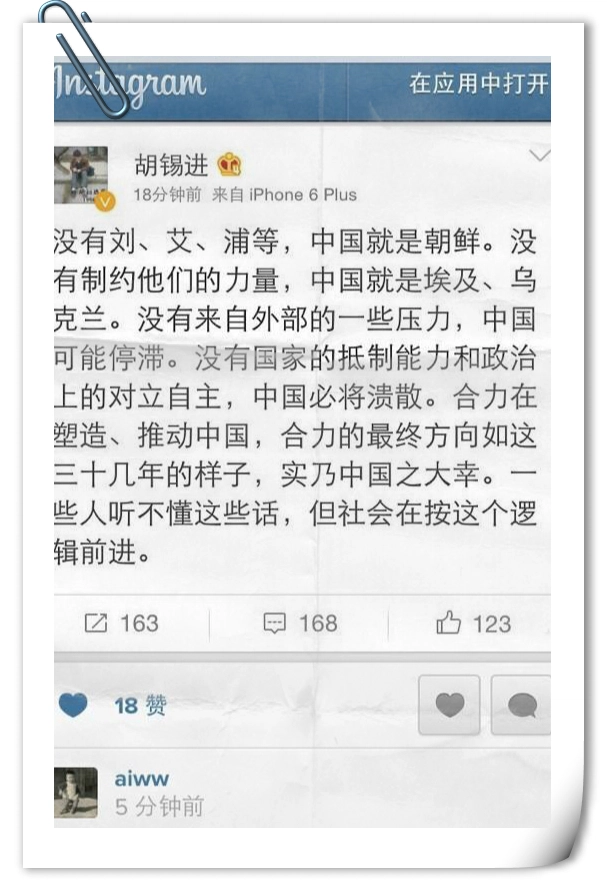 Instagram 在应用中打开
胡锡进
18分钟前 来自 iPhone 6 Plus
没有刘、艾、浦等，中国就是朝鲜。没
有制约他们的力量，中国就是埃及、乌
克兰。没有来自外部的一些压力，中国
可能停滞。没有国家的抵制能力和政治
上的对立自主，中国必将溃散。合力在
塑造、推动中国，合力的最终方向如这
三十几年的样子，实乃中国之大幸。一
些人听不懂这些话，但社会在按这个逻
辑前进。
163 168 123
18 赞
aiww
5 分钟前